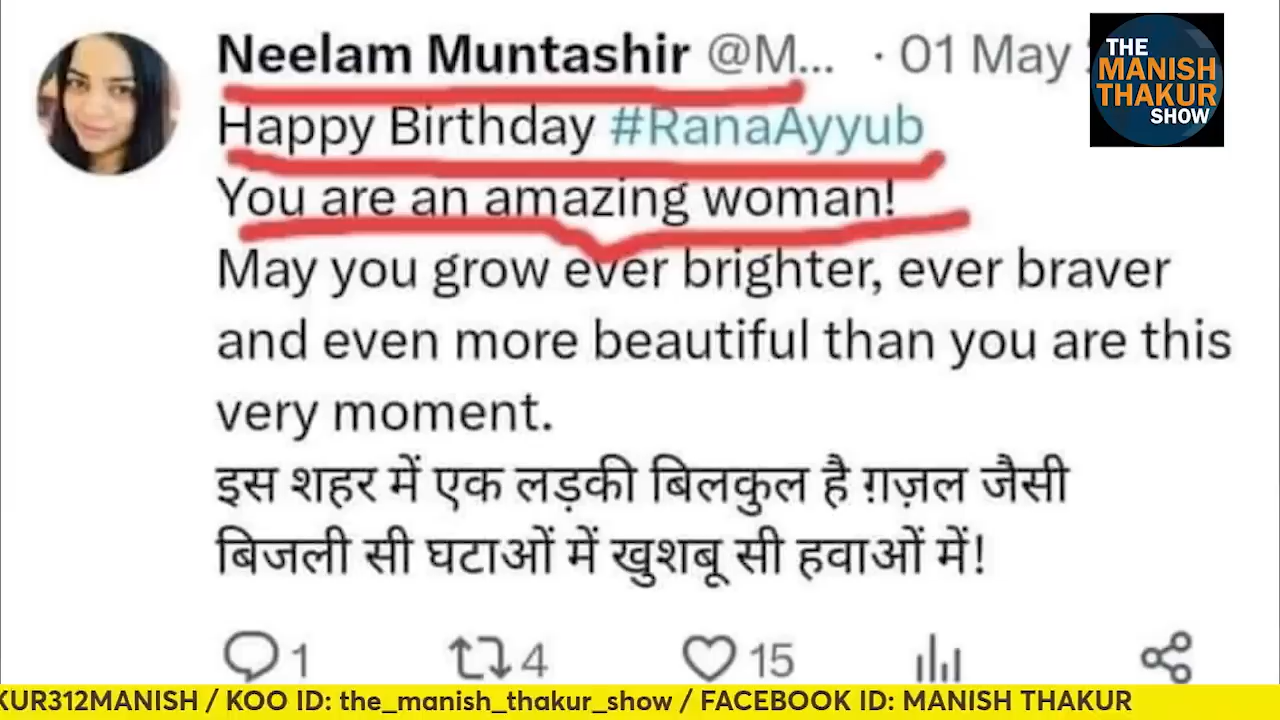 Neelam Muntashir @M... · 01 May
Happy Birthday #RanaAyyub
You are an amazing woman!
May you grow ever brighter, ever braver
and even more beautiful than you are this
very moment.
इस शहर में एक लड़की बिलकुल है ग़ज़ल जैसी
बिजली सी घटाओं में खुशबू सी हवाओं में!
1 4 15
THE
MANISH
THAKUR
SHOW
KUR312MANISH / KOO ID: the_manish_thakur_show / FACEBOOK ID: MANISH THAKUR